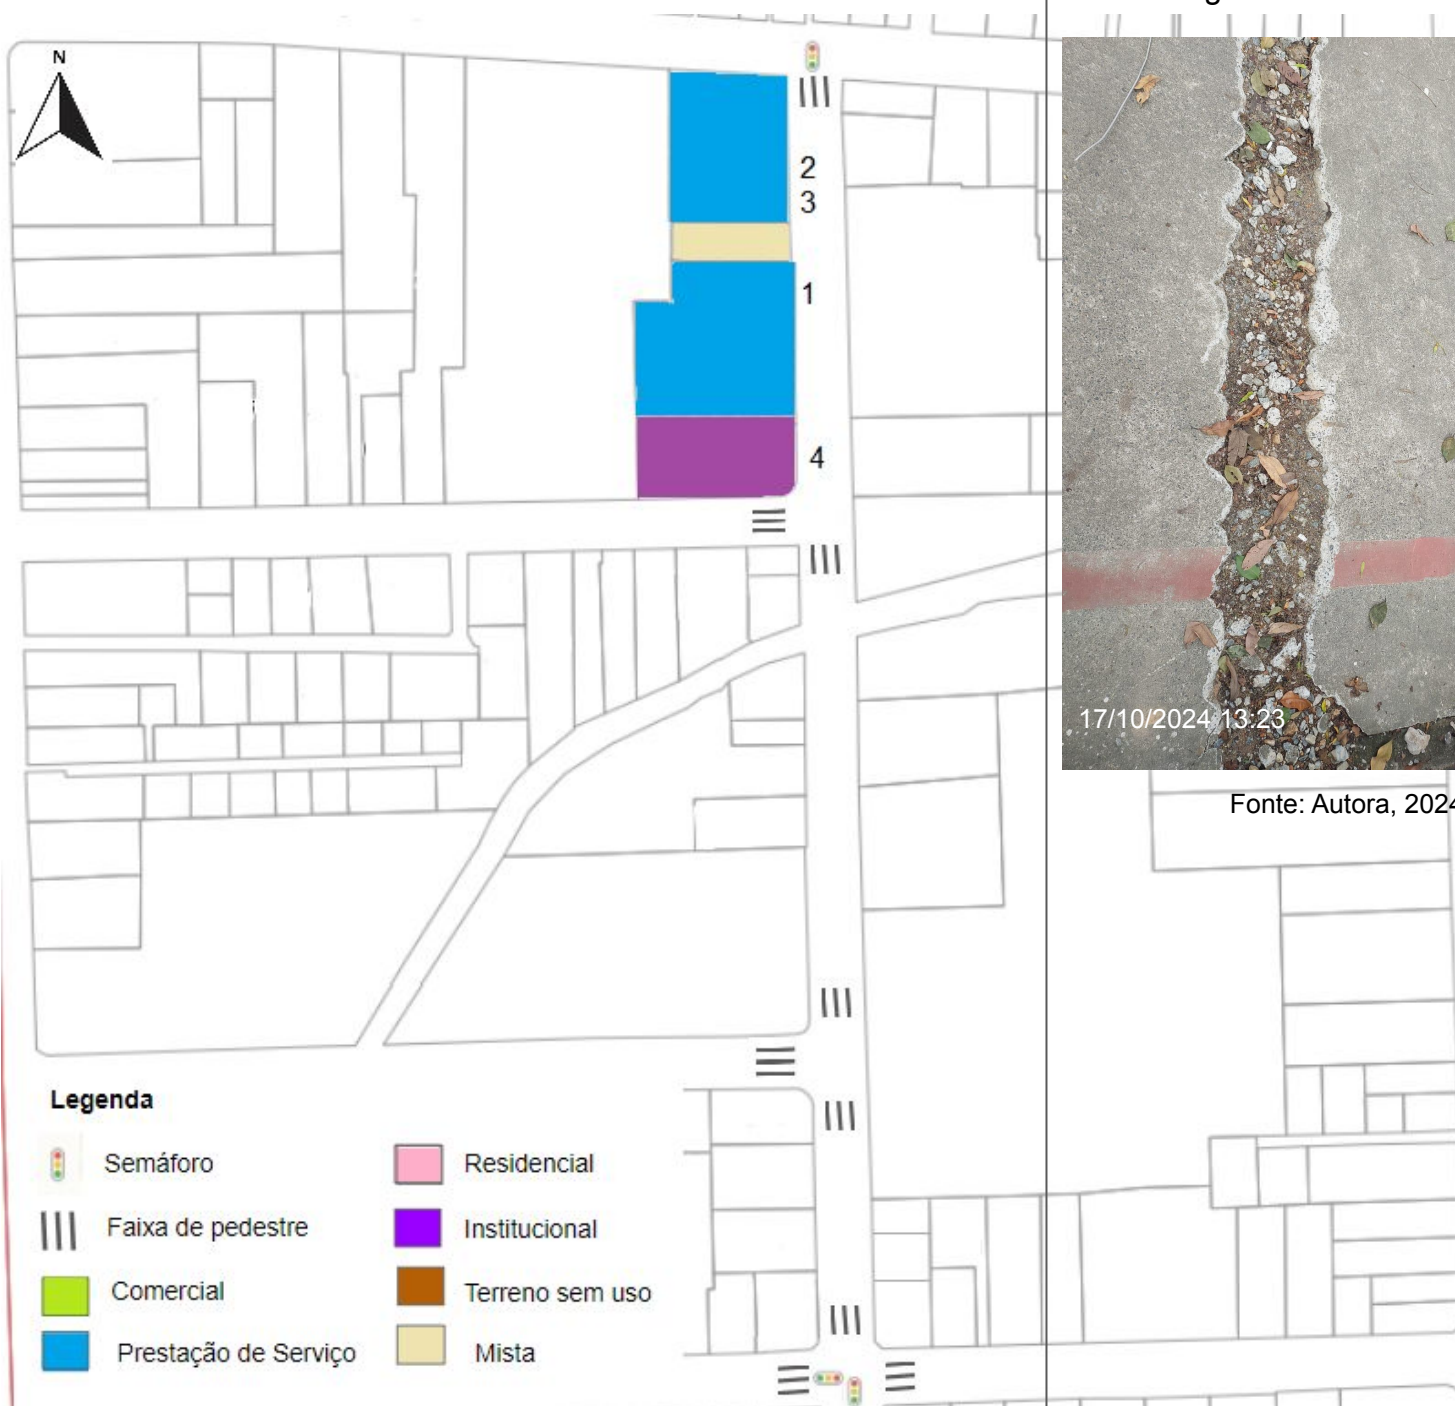 N
2
3
1
4
17/10/2024 13:23
Fonte: Autora, 2024
Legenda
Semáforo
Faixa de pedestre
Comercial
Prestação de Serviço
Residencial
Institucional
Terreno sem uso
Mista